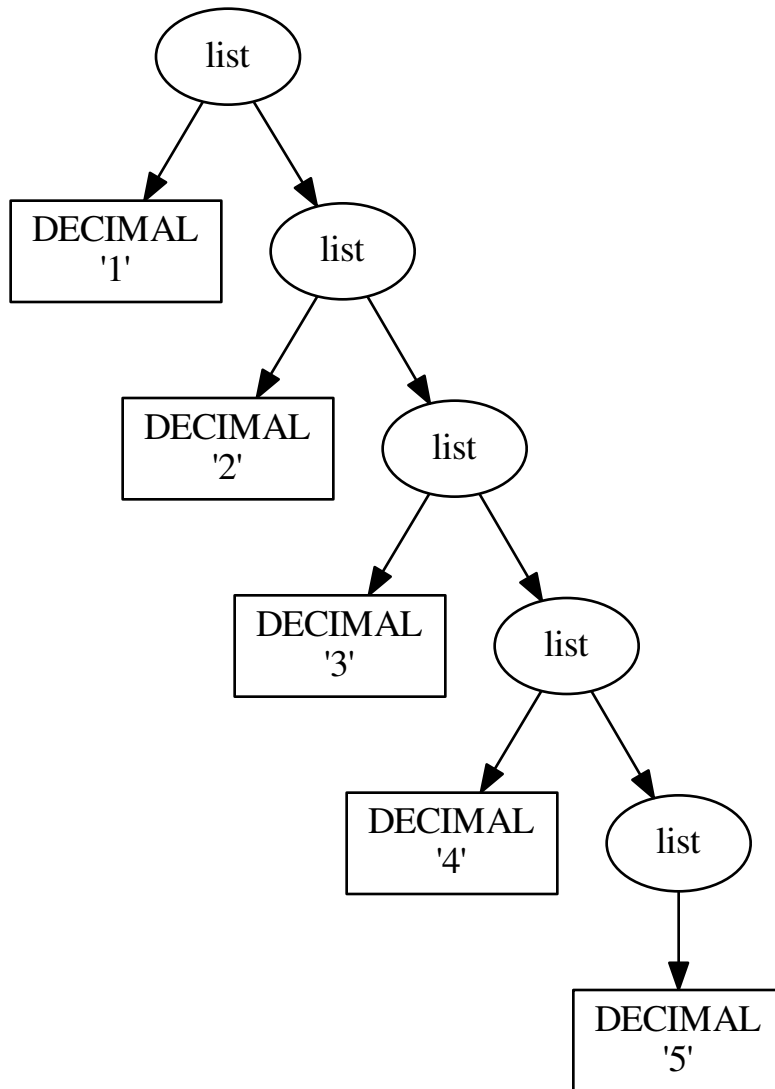 list
DECIMAL
'1'
list
DECIMAL
'2'
list
DECIMAL
'3'
list
DECIMAL
'4'
list
DECIMAL
'5'